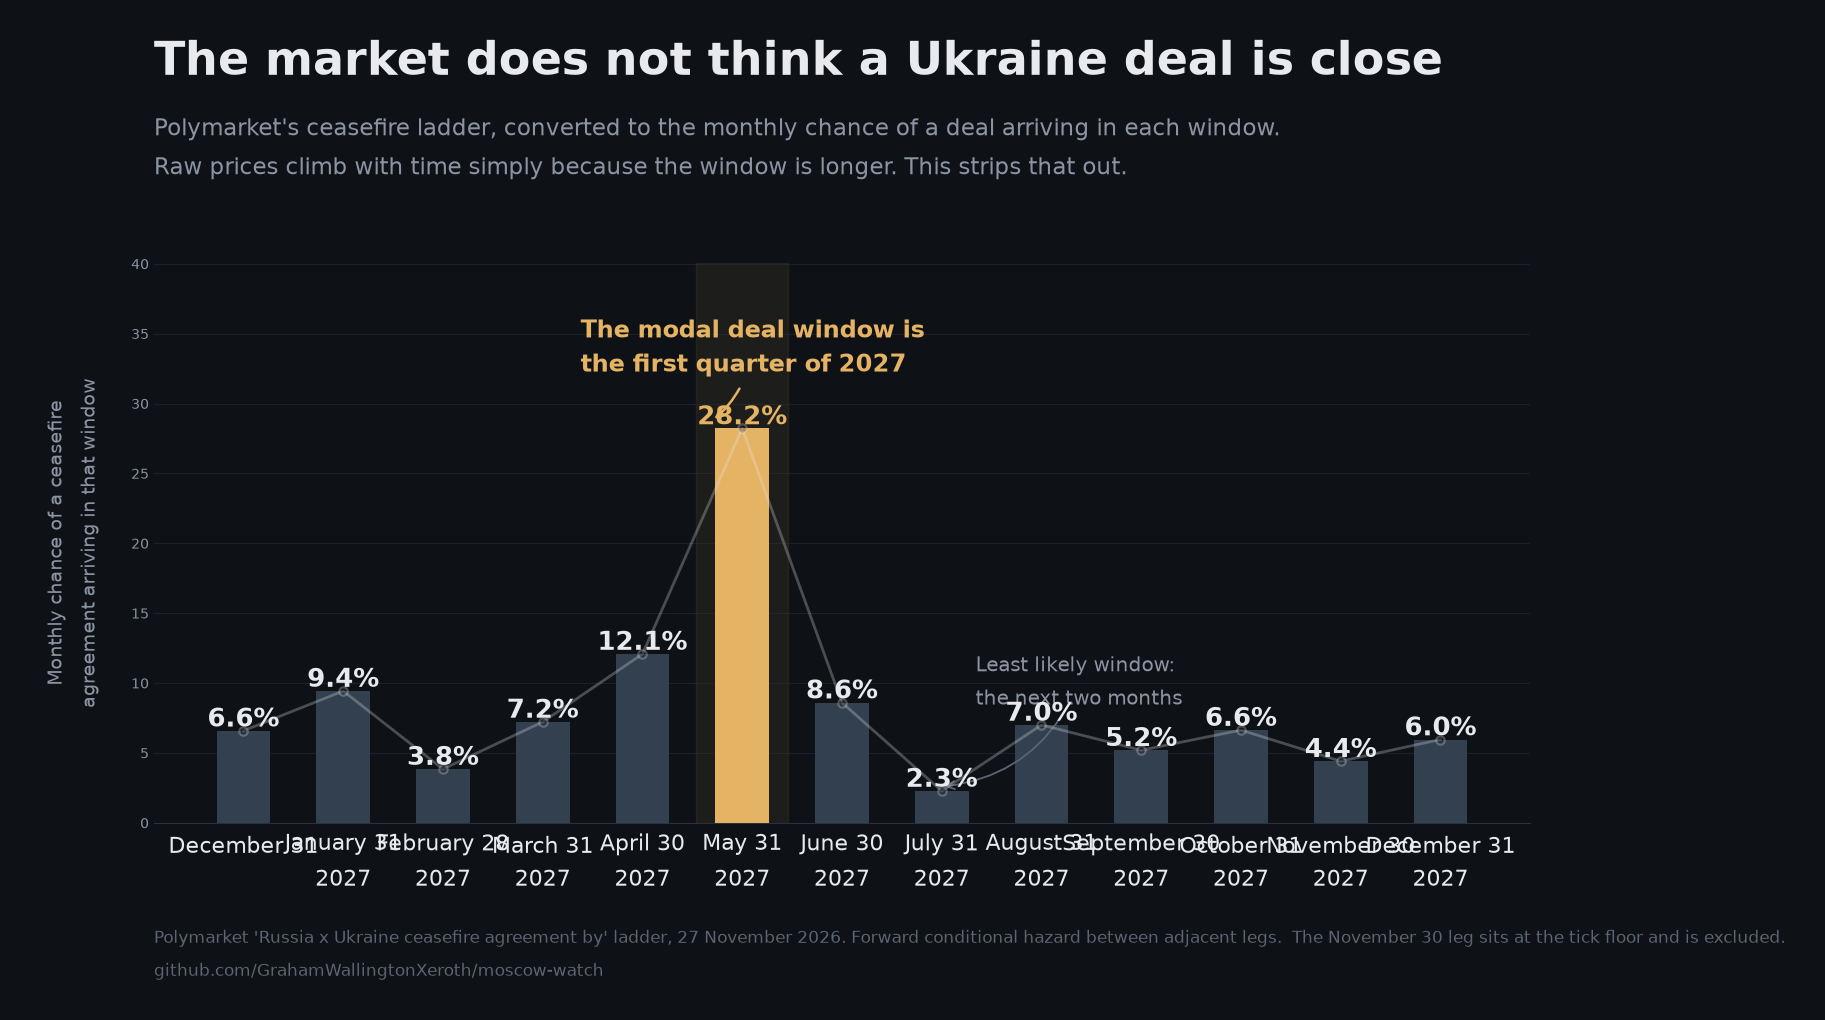 The market does not think a Ukraine deal is close
Polymarket's ceasefire ladder, converted to the monthly chance of a deal arriving in each window.
Raw prices climb with time simply because the window is longer. This strips that out.
Monthly chance of a ceasefire
agreement arriving in that window
40
35
30
25
20
15
10
5
0
The modal deal window is
the first quarter of 2027
Least likely window:
the next two months
6.6%
9.4%
3.8%
7.2%
12.1%
28.2%
8.6%
2.3%
7.0%
5.2%
6.6%
4.4%
6.0%
December 31
January 31
2027
February 28
2027
March 31
2027
April 30
2027
May 31
2027
June 30
2027
July 31
2027
August 31
2027
September 30
2027
October 31
2027
November 30
2027
December 31
2027
Polymarket 'Russia x Ukraine ceasefire agreement by' ladder, 27 November 2026. Forward conditional hazard between adjacent legs.  The November 30 leg sits at the tick floor and is excluded.
github.com/GrahamWallingtonXeroth/moscow-watch